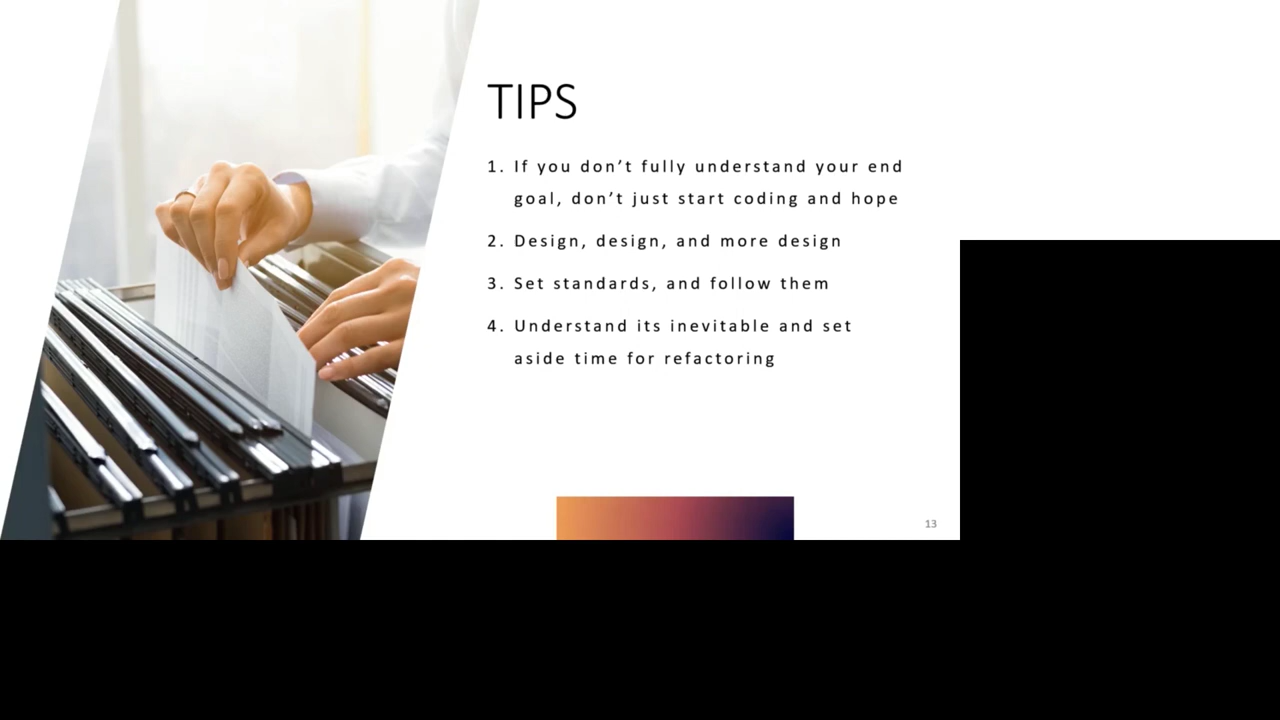 TIPS
1. If you don’t fully understand your end
goal, don’t just start coding and hope
2. Design, design, and more design
3. Set standards, and follow them
4. Understand its inevitable and set
aside time for refactoring
13